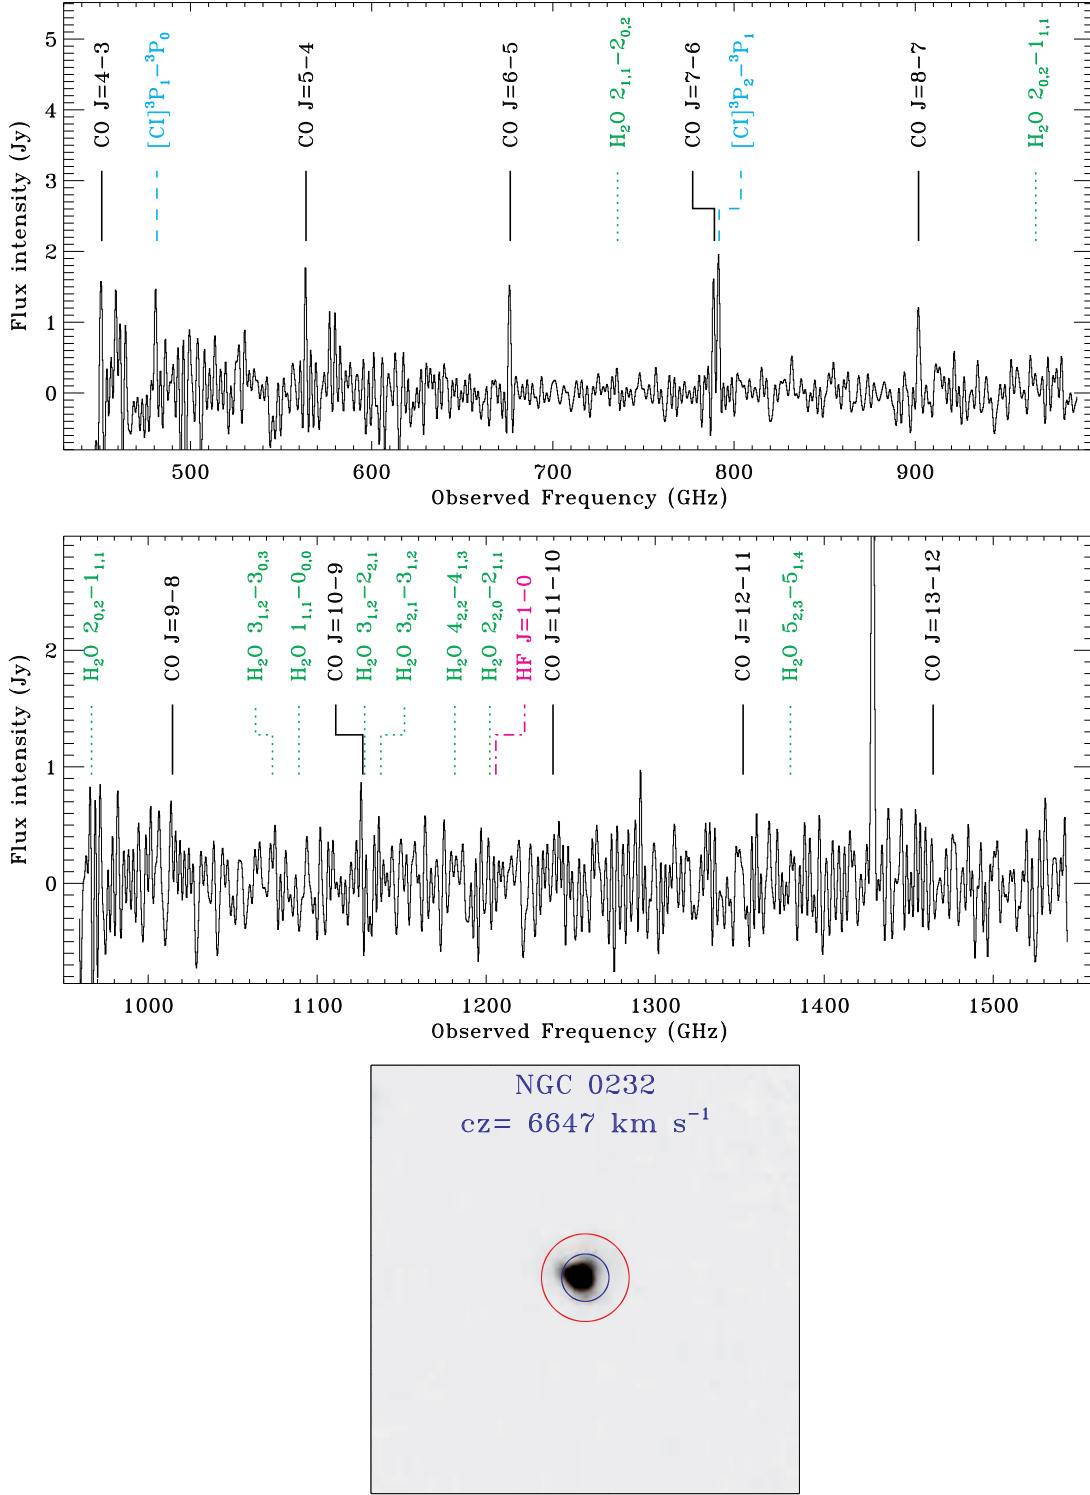 CO J=4−3
[CI]³P₁−³P₀
CO J=5−4
CO J=6−5
H₂O 2₁,₁−2₀,₂
CO J=7−6
[CI]³P₂−³P₁
CO J=8−7
H₂O 2₀,₂−1₁,₁
Flux intensity (Jy)
5
4
3
2
1
0
500 600 700 800 900
Observed Frequency (GHz)
H₂O 2₀,₂−1₁,₁
CO J=9−8
H₂O 3₁,₂−3₀,₃
H₂O 1₁,₁−0₀,₀
CO J=10−9
H₂O 3₁,₂−2₂,₁
H₂O 3₂,₁−3₁,₂
H₂O 4₂,₂−4₁,₃
H₂O 2₂,₀−2₁,₁
HF J=1−0
CO J=11−10
CO J=12−11
H₂O 5₂,₃−5₁,₄
CO J=13−12
Flux intensity (Jy)
2
1
0
1000 1100 1200 1300 1400 1500
Observed Frequency (GHz)
NGC 0232
cz= 6647 km s⁻¹